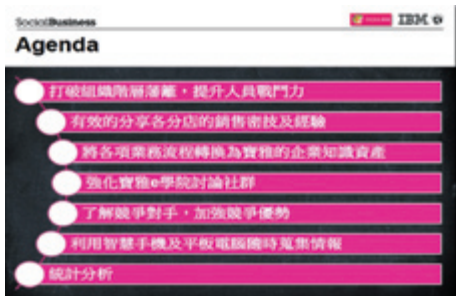 SocialBusiness
IBM
Agenda
打破組織階層藩籬，提升人員戰鬥力
有效的分享各分店的銷售密技及經驗
將各項業務流程轉換為寶雅的企業知識資產
強化寶雅e學院討論社群
了解競爭對手，加強競爭優勢
利用智慧手機及平板電腦隨時蒐集情報
統計分析